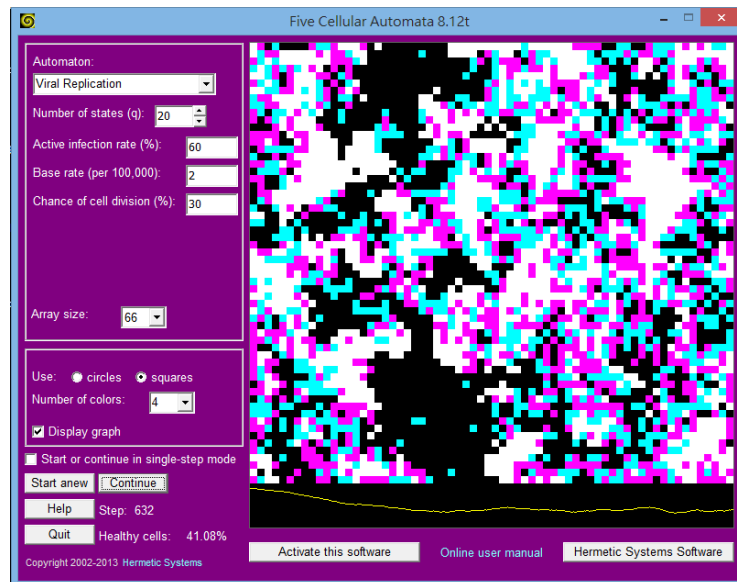 Five Cellular Automata 8.12t
Automaton:
Viral Replication
Number of states (q): 20
Active infection rate (%): 60
Base rate (per 100,000): 2
Chance of cell division (%): 30
Array size: 66
Use: circles squares
Number of colors: 4
Display graph
Start or continue in single-step mode
Start anew Continue
Help Step: 632
Quit Healthy cells: 41.08%
Copyright 2002-2013 Hermetic Systems
Activate this software Online user manual Hermetic Systems Software